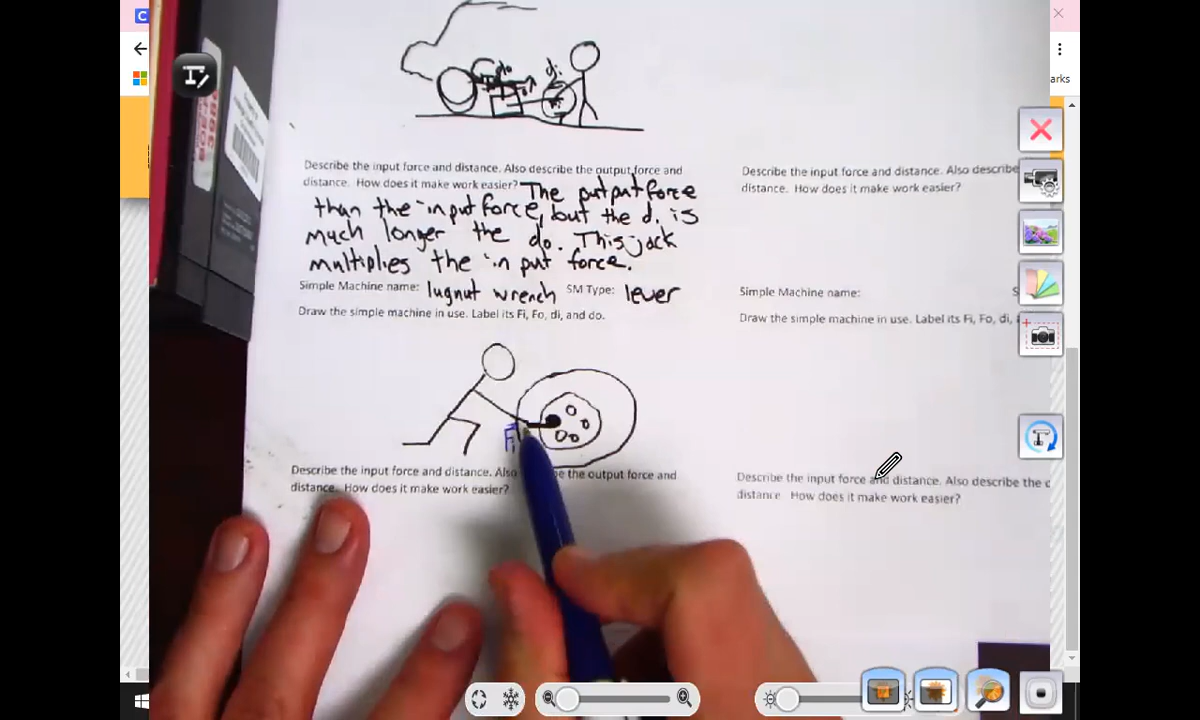 arks
do
di
Describe the input force and distance. Also describe the output force and
distance. How does it make work easier? The output force
than the input force, but the di is
much longer the do. This jack
multiplies the in put force.
Simple Machine name: lugnut wrench SM Type: lever
Draw the simple machine in use. Label its Fi, Fo, di, and do.
Fi
Describe the input force and distance. Also be the output force and
distance. How does it make work easier?
Describe the input force and distance. Also describe
distance. How does it make work easier?
Simple Machine name: S
Draw the simple machine in use. Label its Fi, Fo, di,
Describe the input force and distance. Also describe the
distance. How does it make work easier?